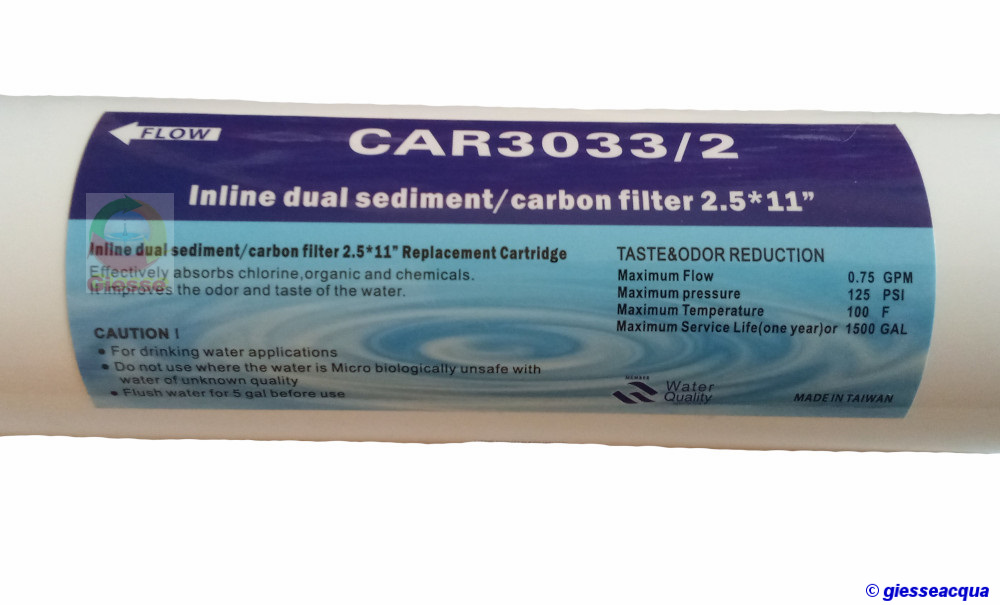 FLOW
CAR3033/2
Inline dual sediment/carbon filter 2.5*11”
Inline dual sediment/carbon filter 2.5*11” Replacement Cartridge
Effectively absorbs chlorine,organic and chemicals.
It improves the odor and taste of the water.
Giesse
CAUTION !
• For drinking water applications
• Do not use where the water is Micro biologically unsafe with
water of unknown quality
• Flush water for 5 gal before use
TASTE&ODOR REDUCTION
Maximum Flow 0.75 GPM
Maximum pressure 125 PSI
Maximum Temperature 100 F
Maximum Service Life(one year)or 1500 GAL
MEMBER
Water
Quality
MADE IN TAIWAN
© giesseacqua